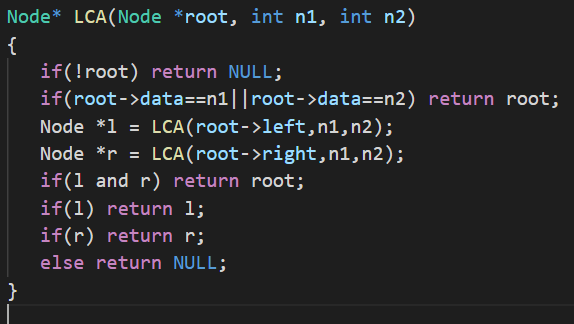 Node* LCA(Node *root, int n1, int n2)
{
   if(!root) return NULL;
   if(root->data==n1||root->data==n2) return root;
   Node *l = LCA(root->left,n1,n2);
   Node *r = LCA(root->right,n1,n2);
   if(l and r) return root;
   if(l) return l;
   if(r) return r;
   else return NULL;
}